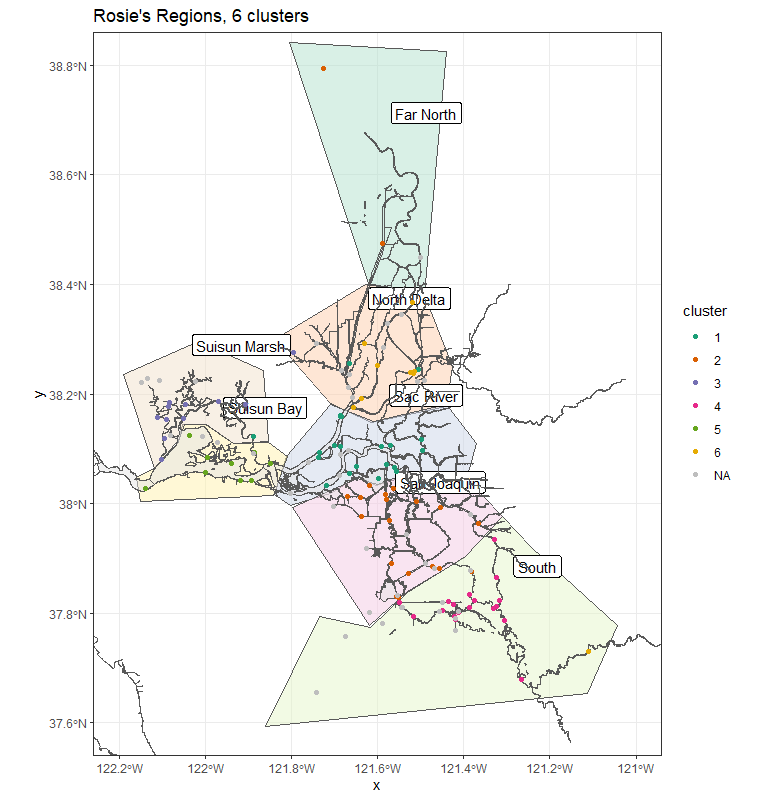 Rosie's Regions, 6 clusters
38.8°N
Far North
38.6°N
38.4°N
North Delta
Suisun Marsh
38.2°N
Sac River
Suisun Bay
San Joaquin
38°N
South
37.8°N
37.6°N
122.2°W 122°W 121.8°W 121.6°W 121.4°W 121.2°W 121°W
x
y
cluster
1
2
3
4
5
6
NA